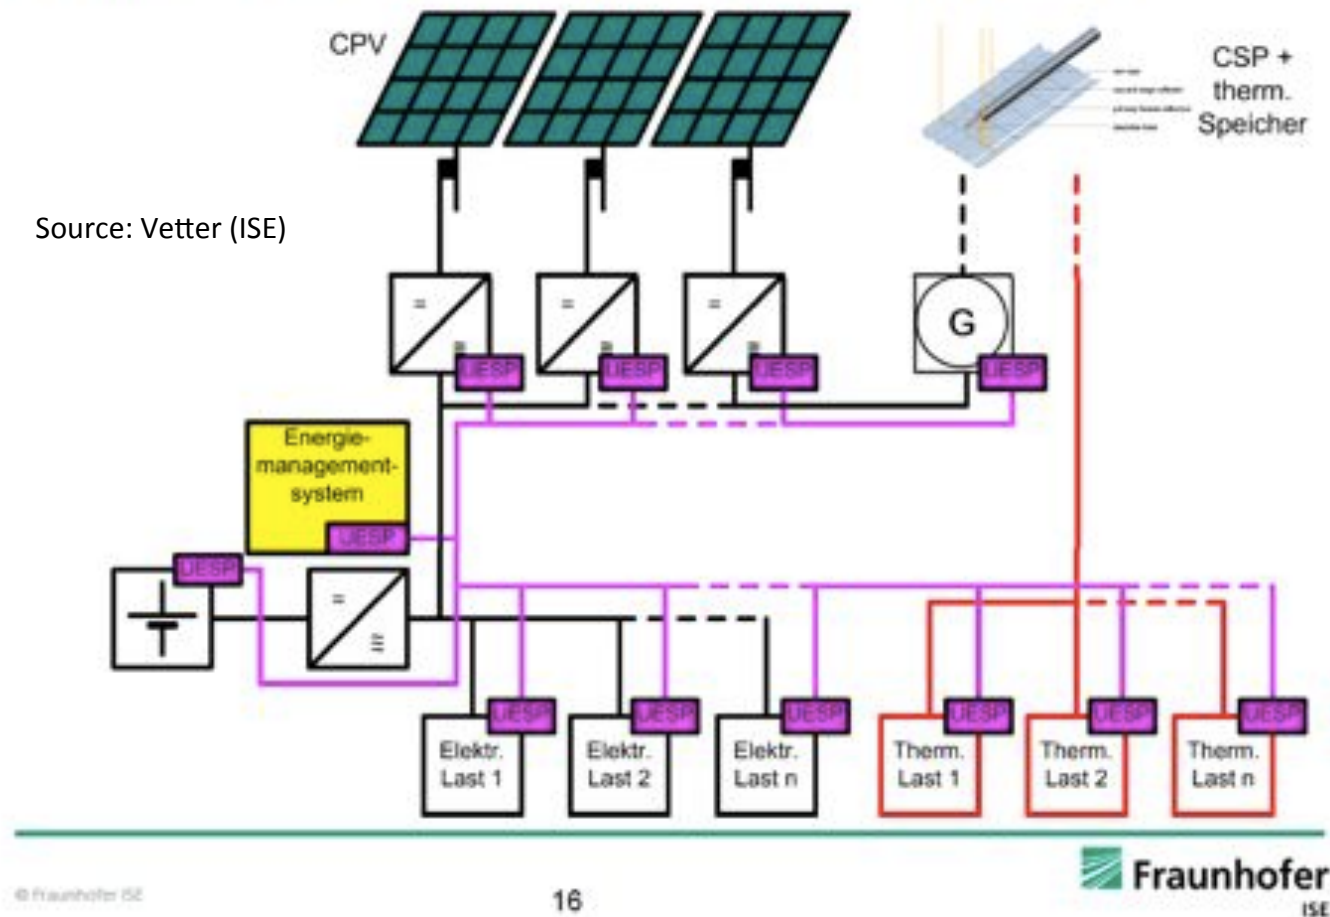 CPV
CSP +
therm.
Speicher
Source: Vetter (ISE)
=
=
=
G
UESP
UESP
UESP
UESP
Energie-
management-
system
UESP
UESP
=
Elektr.
Last 1
UESP
Elektr.
Last 2
UESP
Elektr.
Last n
UESP
Therm.
Last 1
UESP
Therm.
Last 2
UESP
Therm.
Last n
UESP
© Fraunhofer ISE
16
Fraunhofer
ISE